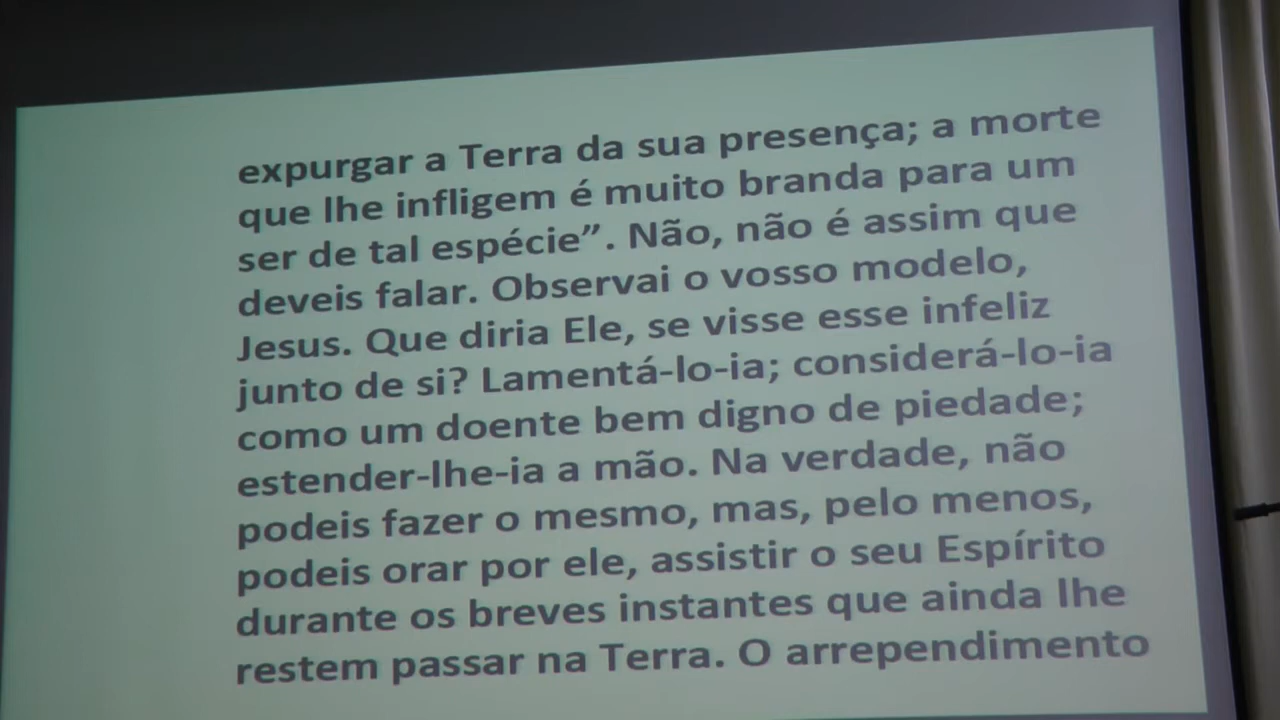 expurgar a Terra da sua presença; a morte
que lhe infligem é muito branda para um
ser de tal espécie”. Não, não é assim que
deveis falar. Observai o vosso modelo,
Jesus. Que diria Ele, se visse esse infeliz
junto de si? Lamentá-lo-ia; considerá-lo-ia
como um doente bem digno de piedade;
estender-lhe-ia a mão. Na verdade, não
podeis fazer o mesmo, mas, pelo menos,
podeis orar por ele, assistir o seu Espírito
durante os breves instantes que ainda lhe
restem passar na Terra. O arrependimento